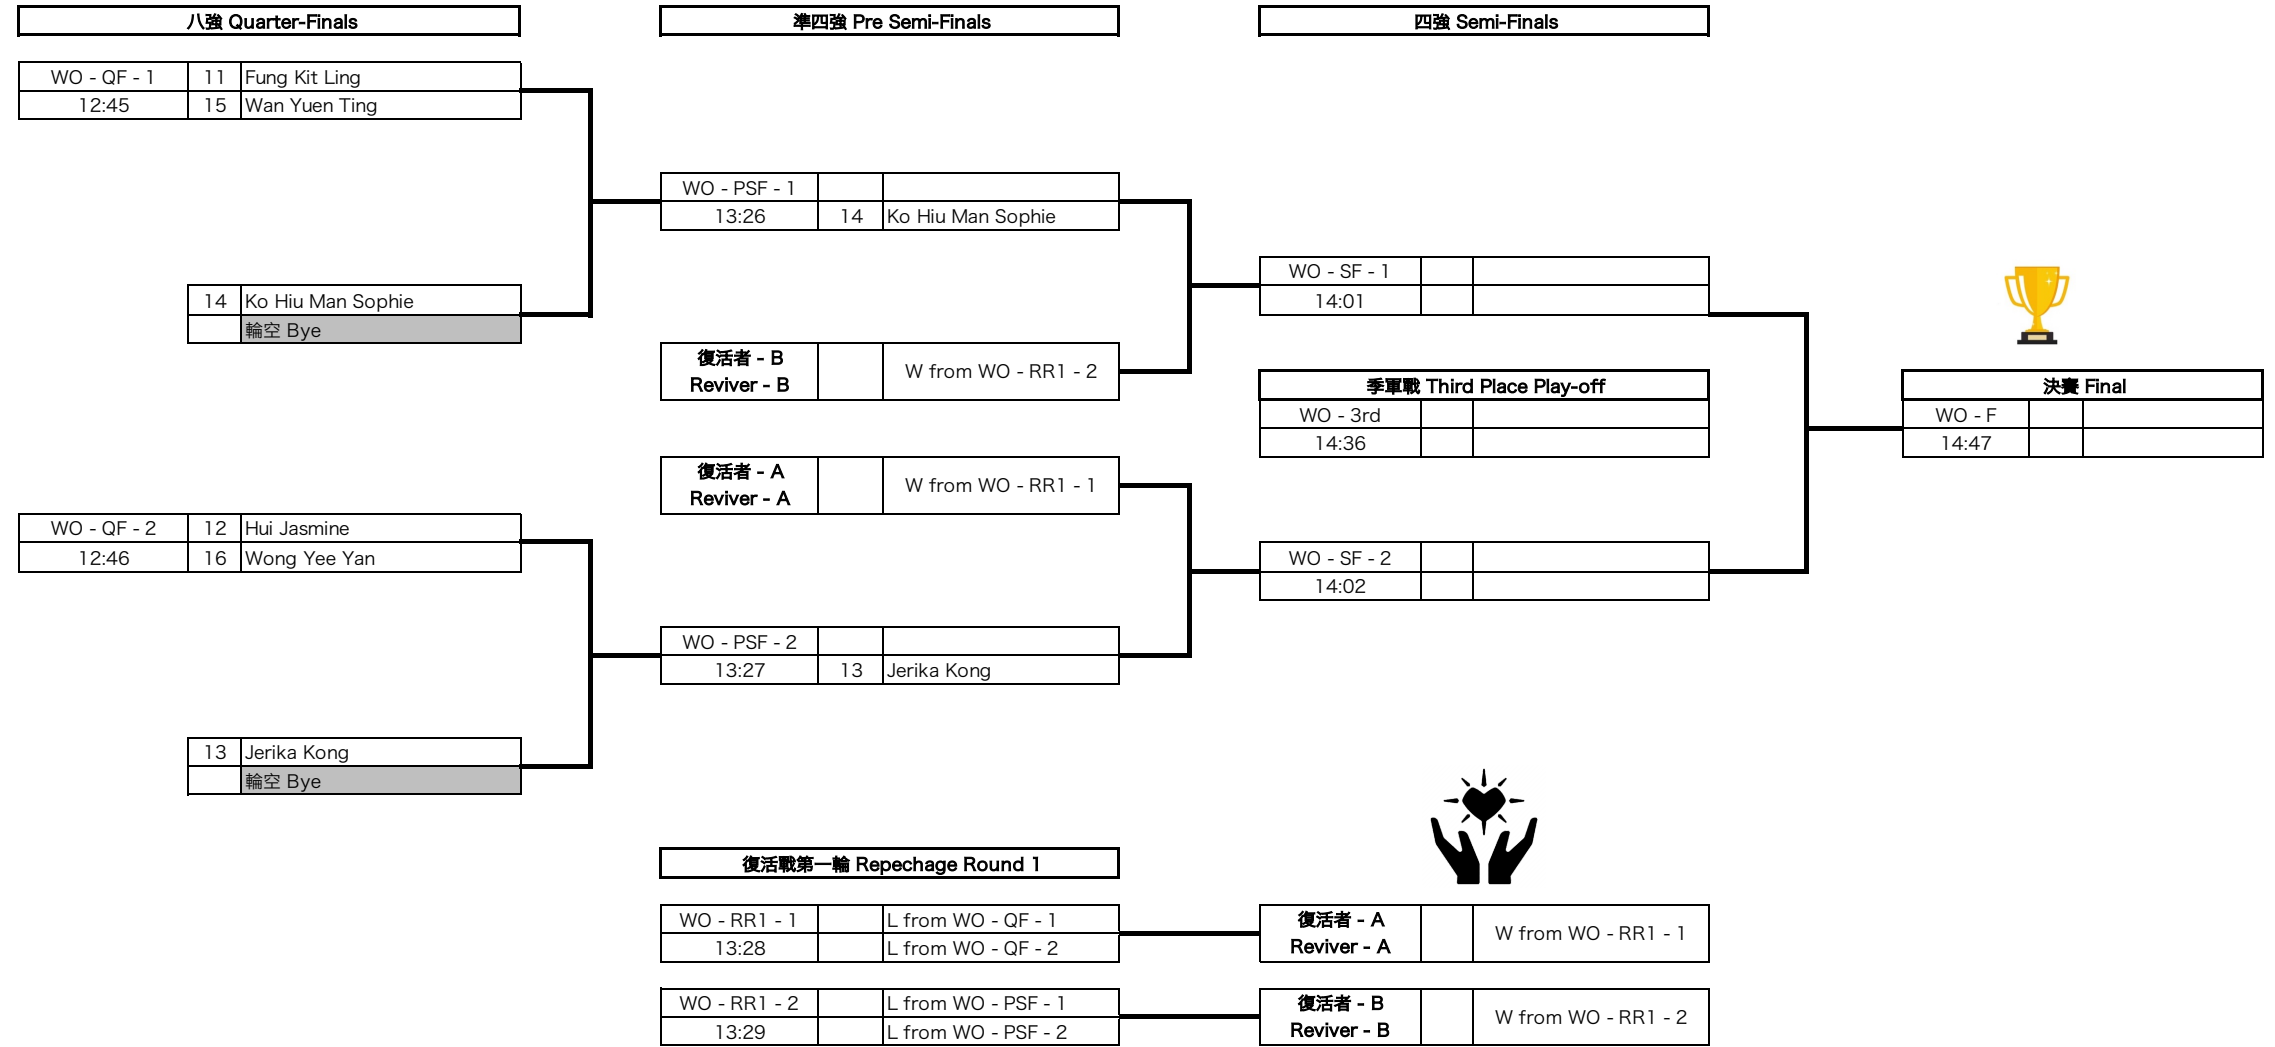 八強 Quarter-Finals
準四強 Pre Semi-Finals
四強 Semi-Finals
WO - QF - 1 11 Fung Kit Ling
12:45 15 Wan Yuen Ting
WO - PSF - 1
13:26 14 Ko Hiu Man Sophie
14 Ko Hiu Man Sophie
輪空 Bye
WO - SF - 1
14:01
復活者 - B
Reviver - B
W from WO - RR1 - 2
季軍戰 Third Place Play-off
WO - 3rd
14:36
決賽 Final
WO - F
14:47
復活者 - A
Reviver - A
W from WO - RR1 - 1
WO - QF - 2 12 Hui Jasmine
12:46 16 Wong Yee Yan
WO - SF - 2
14:02
WO - PSF - 2
13:27 13 Jerika Kong
13 Jerika Kong
輪空 Bye
復活戰第一輪 Repechage Round 1
WO - RR1 - 1 L from WO - QF - 1
13:28 L from WO - QF - 2
復活者 - A
Reviver - A
W from WO - RR1 - 1
WO - RR1 - 2 L from WO - PSF - 1
13:29 L from WO - PSF - 2
復活者 - B
Reviver - B
W from WO - RR1 - 2